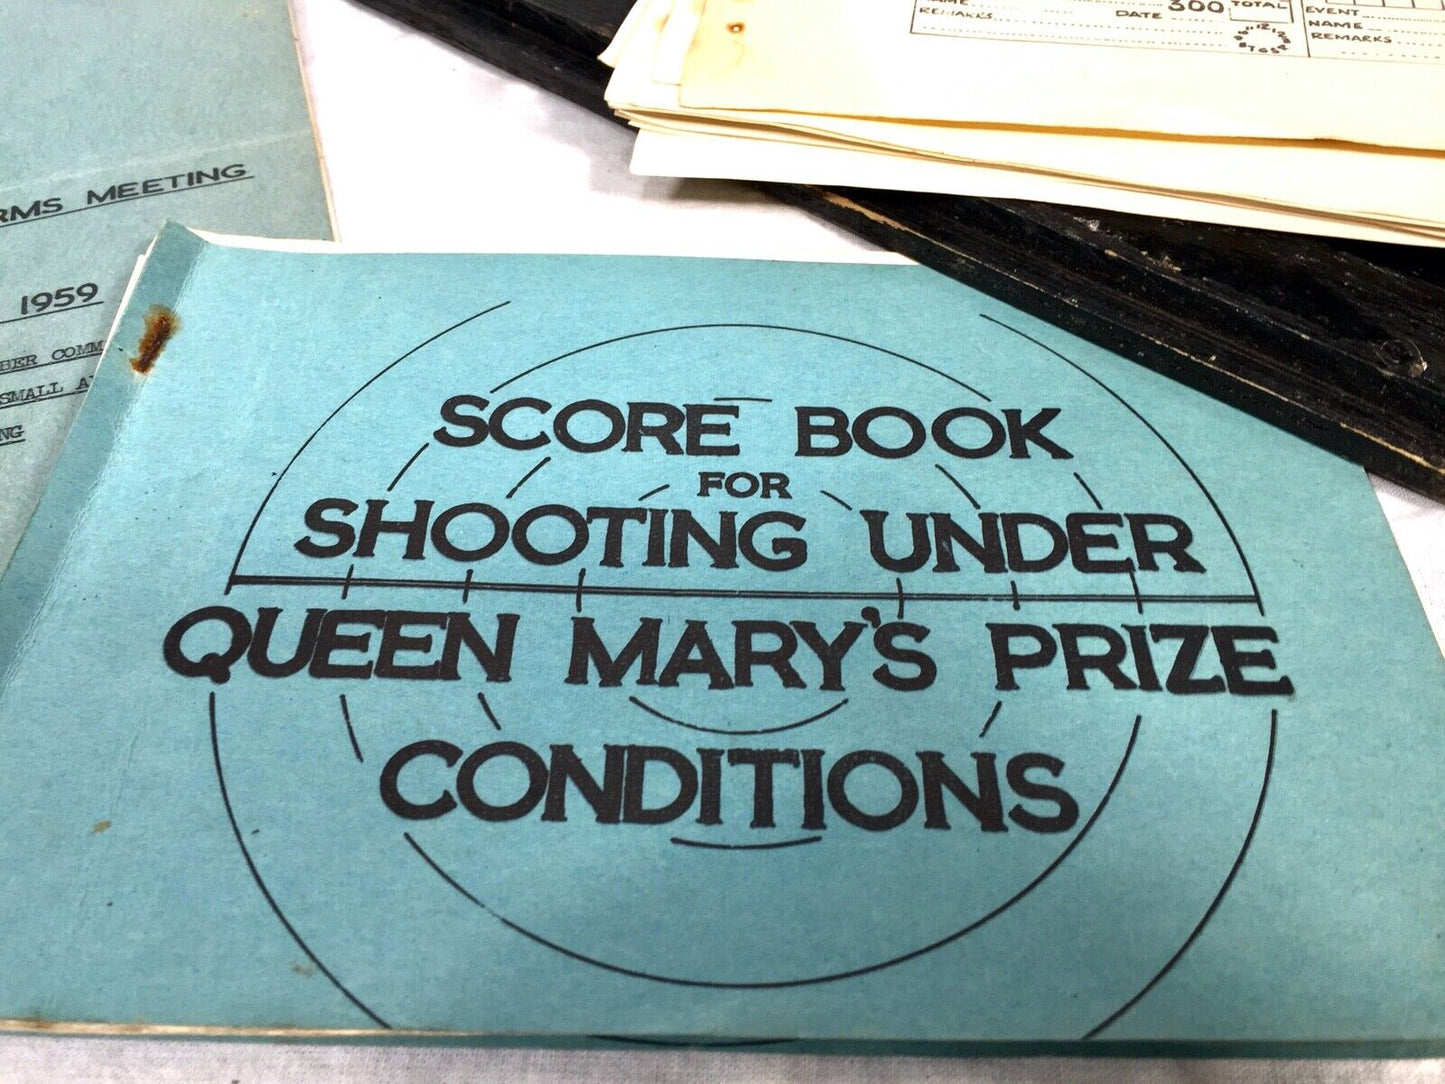 NAME
REMARKS
DATE
300
TOTAL
EVENT
NAME
REMARKS
MEETING
1959
SMALL
SCORE BOOK
FOR
SHOOTING UNDER
QUEEN MARY'S PRIZE
CONDITIONS